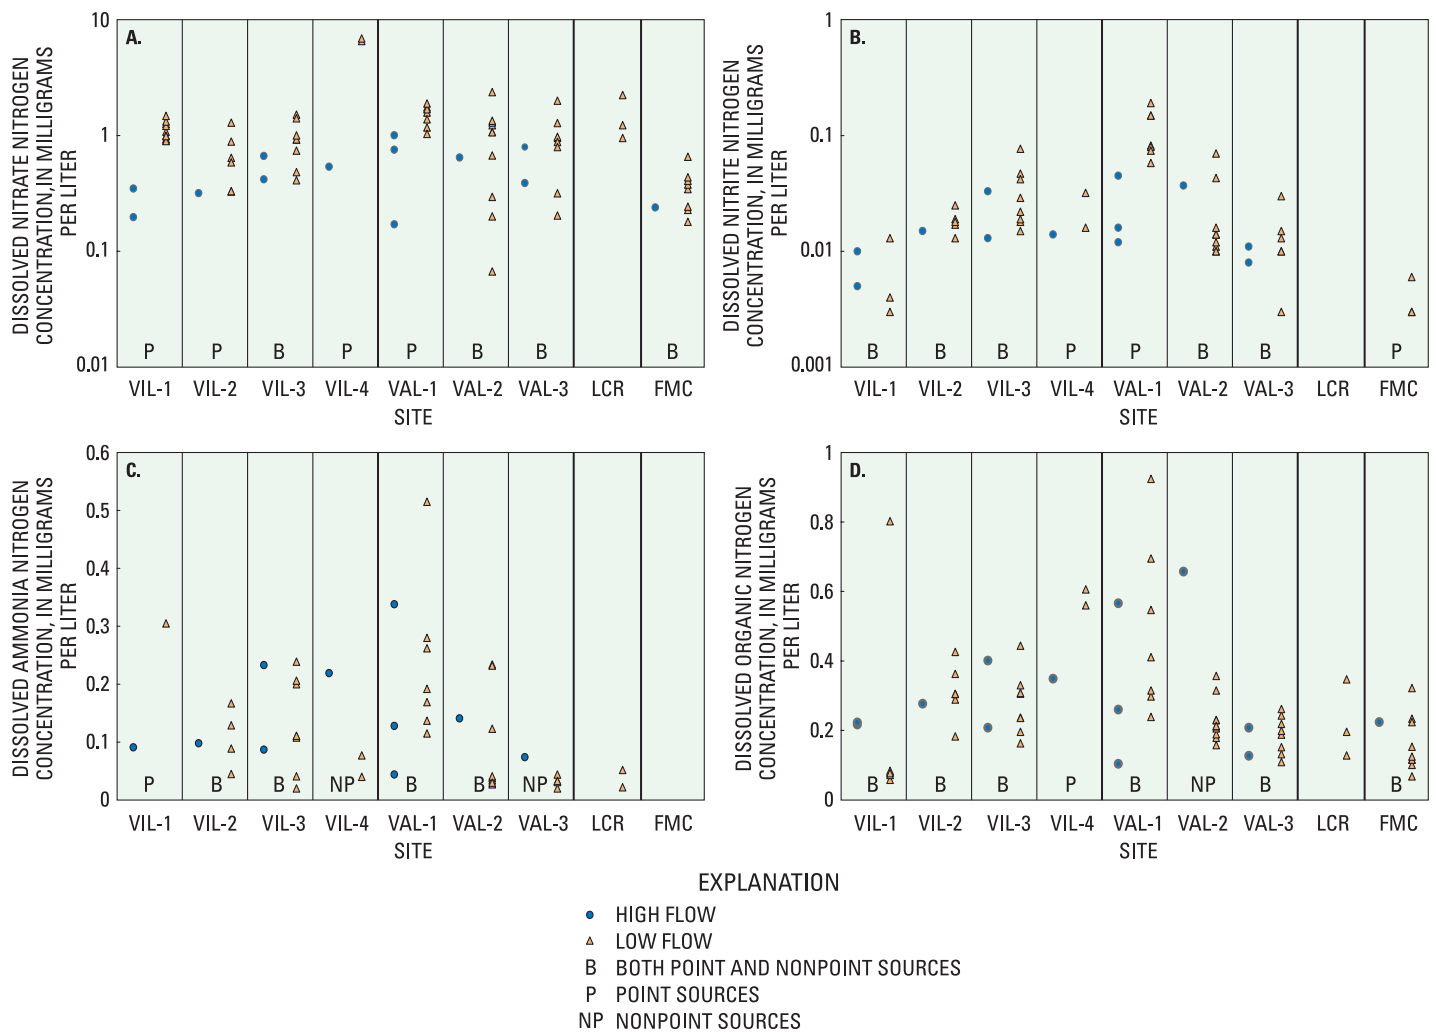 A.
DISSOLVED NITRATE NITROGEN
CONCENTRATION,IN MILLIGRAMS
PER LITER
10
1
0.1
0.01
P P B P P B B B
VIL-1 VIL-2 VIL-3 VIL-4 VAL-1 VAL-2 VAL-3 LCR FMC
SITE
B.
DISSOLVED NITRITE NITROGEN
CONCENTRATION, IN MILLIGRAMS
PER LITER
1
0.1
0.01
0.001
B B B P P B B P
VIL-1 VIL-2 VIL-3 VIL-4 VAL-1 VAL-2 VAL-3 LCR FMC
SITE
C.
DISSOLVED AMMONIA NITROGEN
CONCENTRATION, IN MILLIGRAMS
PER LITER
0.6
0.5
0.4
0.3
0.2
0.1
0
P B B NP B B NP
VIL-1 VIL-2 VIL-3 VIL-4 VAL-1 VAL-2 VAL-3 LCR FMC
SITE
D.
DISSOLVED ORGANIC NITROGEN
CONCENTRATION, IN MILLIGRAMS
PER LITER
1
0.8
0.6
0.4
0.2
0
B B B P B NP B B
VIL-1 VIL-2 VIL-3 VIL-4 VAL-1 VAL-2 VAL-3 LCR FMC
SITE
EXPLANATION
HIGH FLOW
LOW FLOW
B BOTH POINT AND NONPOINT SOURCES
P POINT SOURCES
NP NONPOINT SOURCES